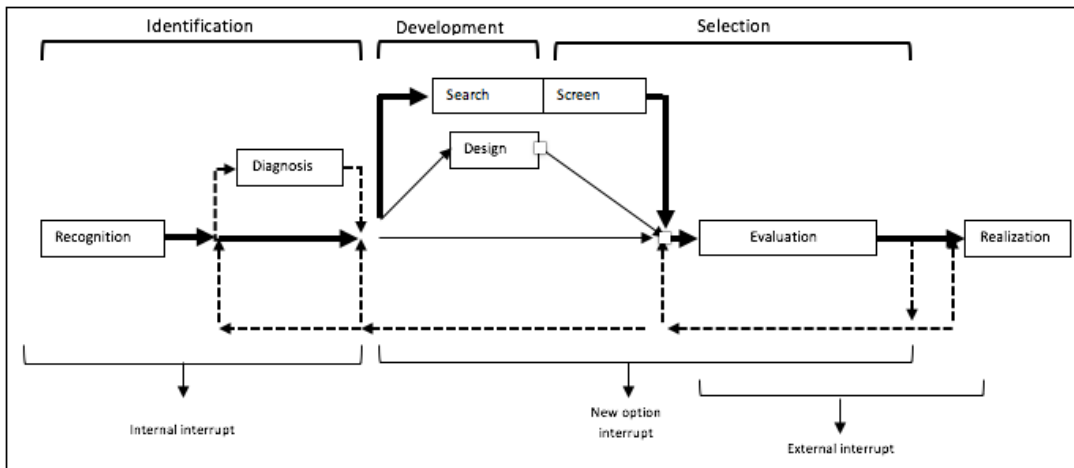 Identification
Development
Selection
Search
Screen
Design
Diagnosis
Recognition
Evaluation
Realization
Internal interrupt
New option
interrupt
External interrupt